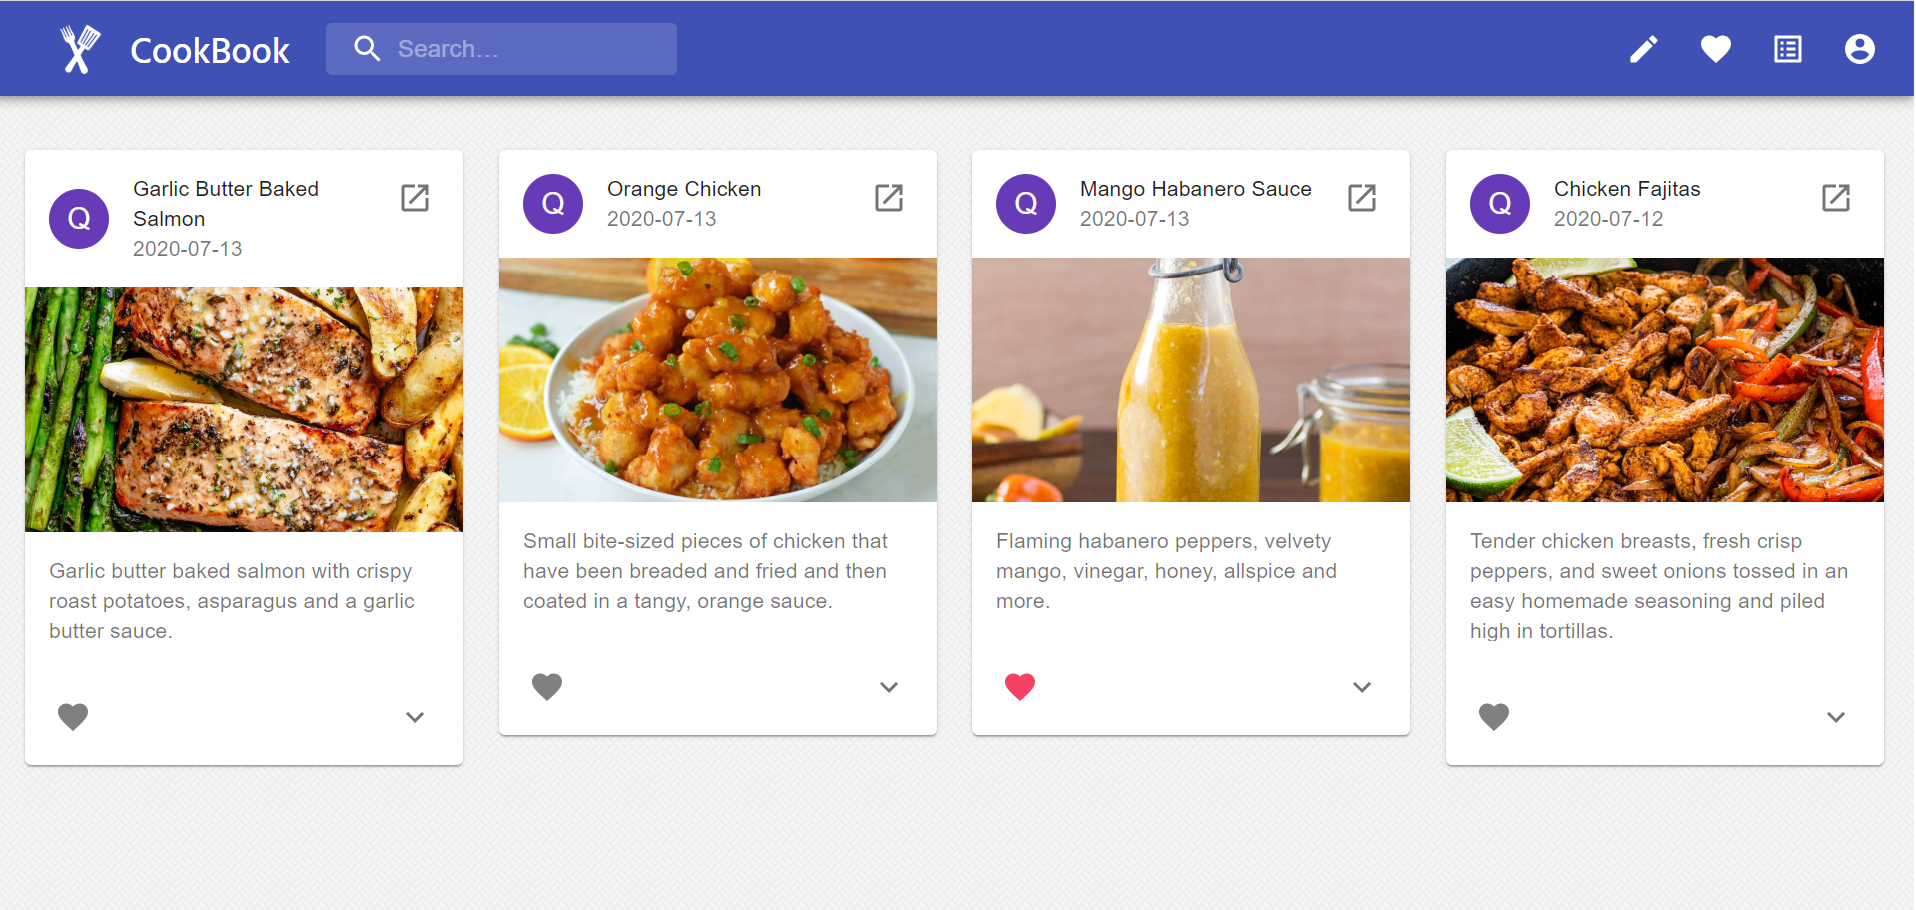 CookBook
Search...
Q
Garlic Butter Baked
Salmon
2020-07-13
Garlic butter baked salmon with crispy
roast potatoes, asparagus and a garlic
butter sauce.
Q
Orange Chicken
2020-07-13
Small bite-sized pieces of chicken that
have been breaded and fried and then
coated in a tangy, orange sauce.
Q
Mango Habanero Sauce
2020-07-13
Flaming habanero peppers, velvety
mango, vinegar, honey, allspice and
more.
Q
Chicken Fajitas
2020-07-12
Tender chicken breasts, fresh crisp
peppers, and sweet onions tossed in an
easy homemade seasoning and piled
high in tortillas.